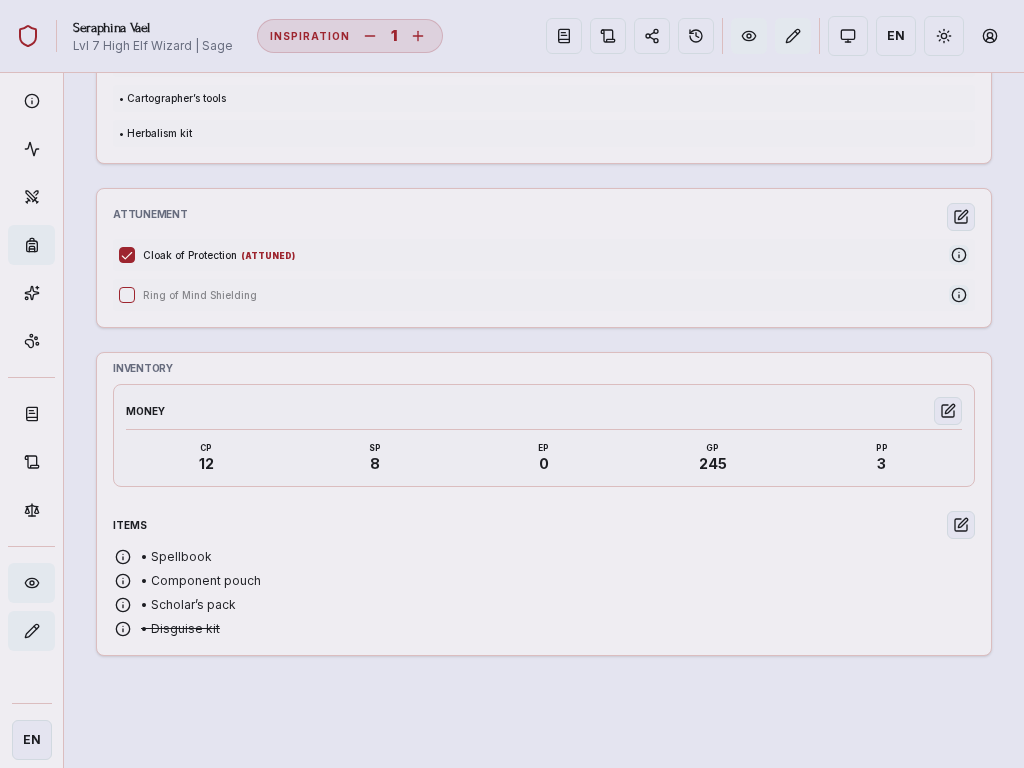 Seraphina Vael
Lvl 7 High Elf Wizard | Sage
INSPIRATION
1
EN
• Cartographer's tools
• Herbalism kit
ATTUNEMENT
Cloak of Protection (ATTUNED)
Ring of Mind Shielding
INVENTORY
MONEY
CP SP EP GP PP
12 8 0 245 3
ITEMS
• Spellbook
• Component pouch
• Scholar's pack
• Disguise kit
EN